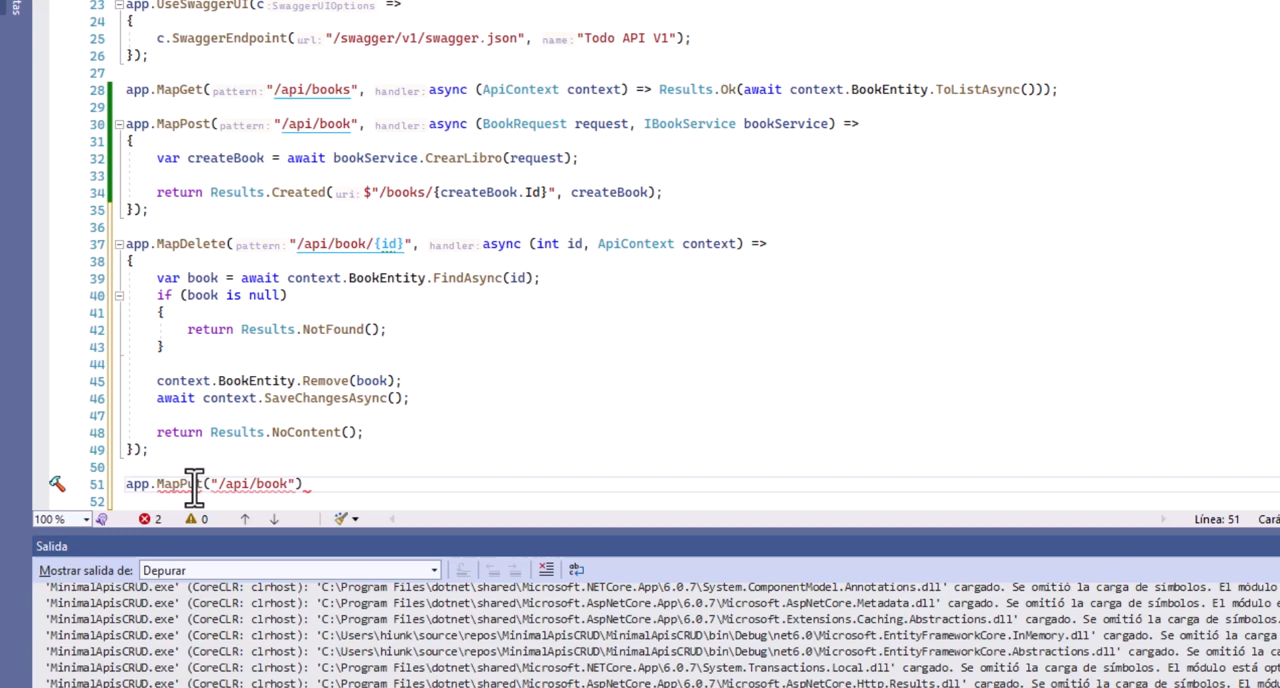 tas
23 app.UseSwaggerUI(c :SwaggerUIOptions =>
24 {
25 c.SwaggerEndpoint(url:"/swagger/v1/swagger.json", name:"Todo API V1");
26 });
27
28 app.MapGet(pattern:"/api/books", handler:async (ApiContext context) => Results.Ok(await context.BookEntity.ToListAsync()));
29
30 app.MapPost(pattern:"/api/book", handler:async (BookRequest request, IBookService bookService) =>
31 {
32 var createBook = await bookService.CrearLibro(request);
33
34 return Results.Created(uri:$"/books/{createBook.Id}", createBook);
35 });
36
37 app.MapDelete(pattern:"/api/book/{id}", handler:async (int id, ApiContext context) =>
38 {
39 var book = await context.BookEntity.FindAsync(id);
40 if (book is null)
41 {
42 return Results.NotFound();
43 }
44
45 context.BookEntity.Remove(book);
46 await context.SaveChangesAsync();
47
48 return Results.NoContent();
49 });
50
51 app.MapPut("/api/book")
52
100 % 2 0 Línea: 51 Cará
Salida
Mostrar salida de: Depurar
'MinimalApisCRUD.exe' (CoreCLR: clrhost): 'C:\Program Files\dotnet\shared\Microsoft.NETCore.App\6.0.7\System.ComponentModel.Annotations.dll' cargado. Se omitió la carga de símbolos. El módulo
'MinimalApisCRUD.exe' (CoreCLR: clrhost): 'C:\Program Files\dotnet\shared\Microsoft.AspNetCore.App\6.0.7\Microsoft.AspNetCore.Metadata.dll' cargado. Se omitió la carga de símbolos. El módulo e
'MinimalApisCRUD.exe' (CoreCLR: clrhost): 'C:\Program Files\dotnet\shared\Microsoft.AspNetCore.App\6.0.7\Microsoft.Extensions.Caching.Abstractions.dll' cargado. Se omitió la carga de símbolos.
'MinimalApisCRUD.exe' (CoreCLR: clrhost): 'C:\Users\hiunk\source\repos\MinimalApisCRUD\MinimalApisCRUD\bin\Debug\net6.0\Microsoft.EntityFrameworkCore.InMemory.dll' cargado. Se omitió la carga
'MinimalApisCRUD.exe' (CoreCLR: clrhost): 'C:\Users\hiunk\source\repos\MinimalApisCRUD\MinimalApisCRUD\bin\Debug\net6.0\Microsoft.EntityFrameworkCore.Abstractions.dll' cargado. Se omitió la ca
'MinimalApisCRUD.exe' (CoreCLR: clrhost): 'C:\Program Files\dotnet\shared\Microsoft.NETCore.App\6.0.7\System.Transactions.Local.dll' cargado. Se omitió la carga de símbolos. El módulo está opt
'MinimalApisCRUD.exe' (CoreCLR: clrhost): 'C:\Program Files\dotnet\shared\Microsoft.AspNetCore.App\6.0.7\Microsoft.AspNetCore.Http.Results.dll' cargado. Se omitió la carga de símbolos. El módul